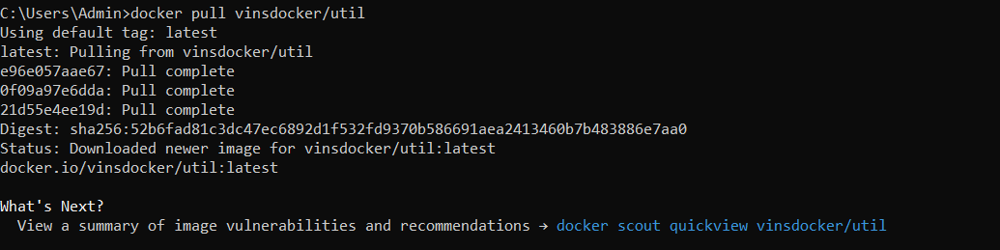 C:\Users\Admin>docker pull vinsdocker/util
Using default tag: latest
latest: Pulling from vinsdocker/util
e96e057aae67: Pull complete
0f09a97e6dda: Pull complete
21d55e4ee19d: Pull complete
Digest: sha256:52b6fad81c3dc47ec6892d1f532fd9370b586691aea2413460b7b483886e7aa0
Status: Downloaded newer image for vinsdocker/util:latest
docker.io/vinsdocker/util:latest
What's Next?
View a summary of image vulnerabilities and recommendations → docker scout quickview vinsdocker/util